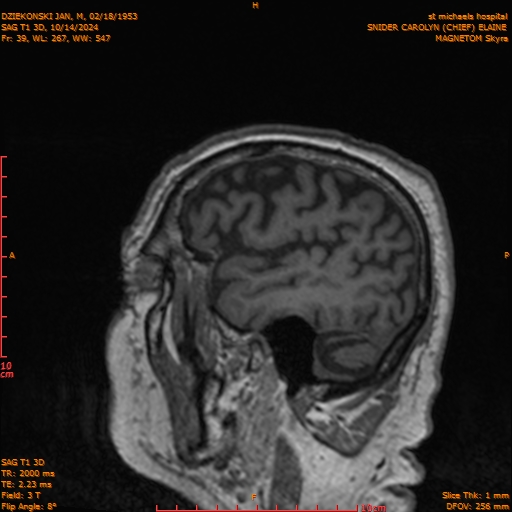 H
DZIEKONSKI JAN, M, 02/18/1953
SAG T1 3D, 10/14/2024
Fr: 39, WL: 267, WW: 547
st michaels hospital
SNIDER CAROLYN (CHIEF) ELAINE
MAGNETOM Skyra
A
P
10
cm
SAG T1 3D
TR: 2000 ms
TE: 2.23 ms
Field: 3 T
Flip Angle: 8°
F
10cm
Slice Thk: 1 mm
DFOV: 256 mm